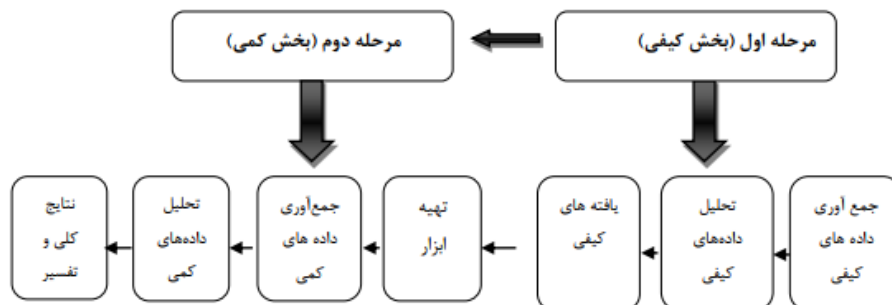 مرحله اول (بخش کیفی)
مرحله دوم (بخش کمی)
جمع آوری
داده های
کیفی
تحلیل
داده‌های
کیفی
یافته های
کیفی
تهیه
ابزار
جمع‌آوری
داده های
کمی
تحلیل
داده‌های
کمی
نتایج
کلی و
تفسیر